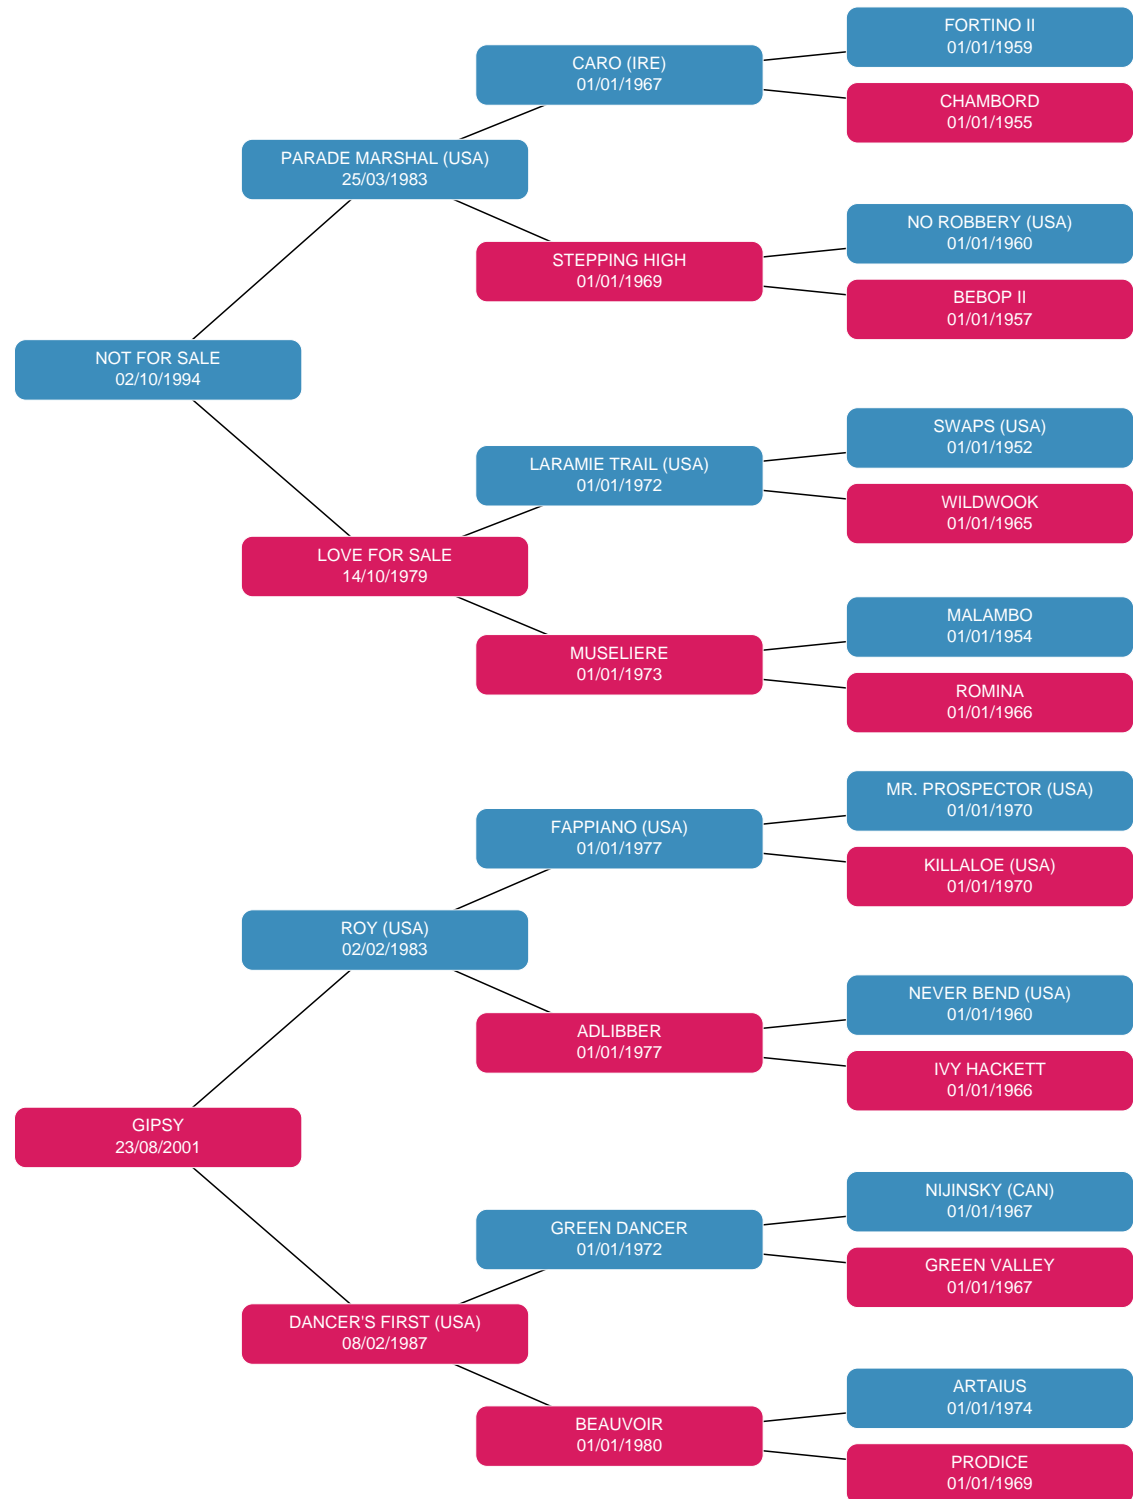 FORTINO II
01/01/1959
CARO (IRE)
01/01/1967
CHAMBORD
01/01/1955
PARADE MARSHAL (USA)
25/03/1983
NO ROBBERY (USA)
01/01/1960
STEPPING HIGH
01/01/1969
BEBOP II
01/01/1957
NOT FOR SALE
02/10/1994
SWAPS (USA)
01/01/1952
LARAMIE TRAIL (USA)
01/01/1972
WILDWOOK
01/01/1965
LOVE FOR SALE
14/10/1979
MALAMBO
01/01/1954
MUSELIERE
01/01/1973
ROMINA
01/01/1966
MR. PROSPECTOR (USA)
01/01/1970
FAPPIANO (USA)
01/01/1977
KILLALOE (USA)
01/01/1970
ROY (USA)
02/02/1983
NEVER BEND (USA)
01/01/1960
ADLIBBER
01/01/1977
IVY HACKETT
01/01/1966
GIPSY
23/08/2001
NIJINSKY (CAN)
01/01/1967
GREEN DANCER
01/01/1972
GREEN VALLEY
01/01/1967
DANCER'S FIRST (USA)
08/02/1987
ARTAIUS
01/01/1974
BEAUVOIR
01/01/1980
PRODICE
01/01/1969